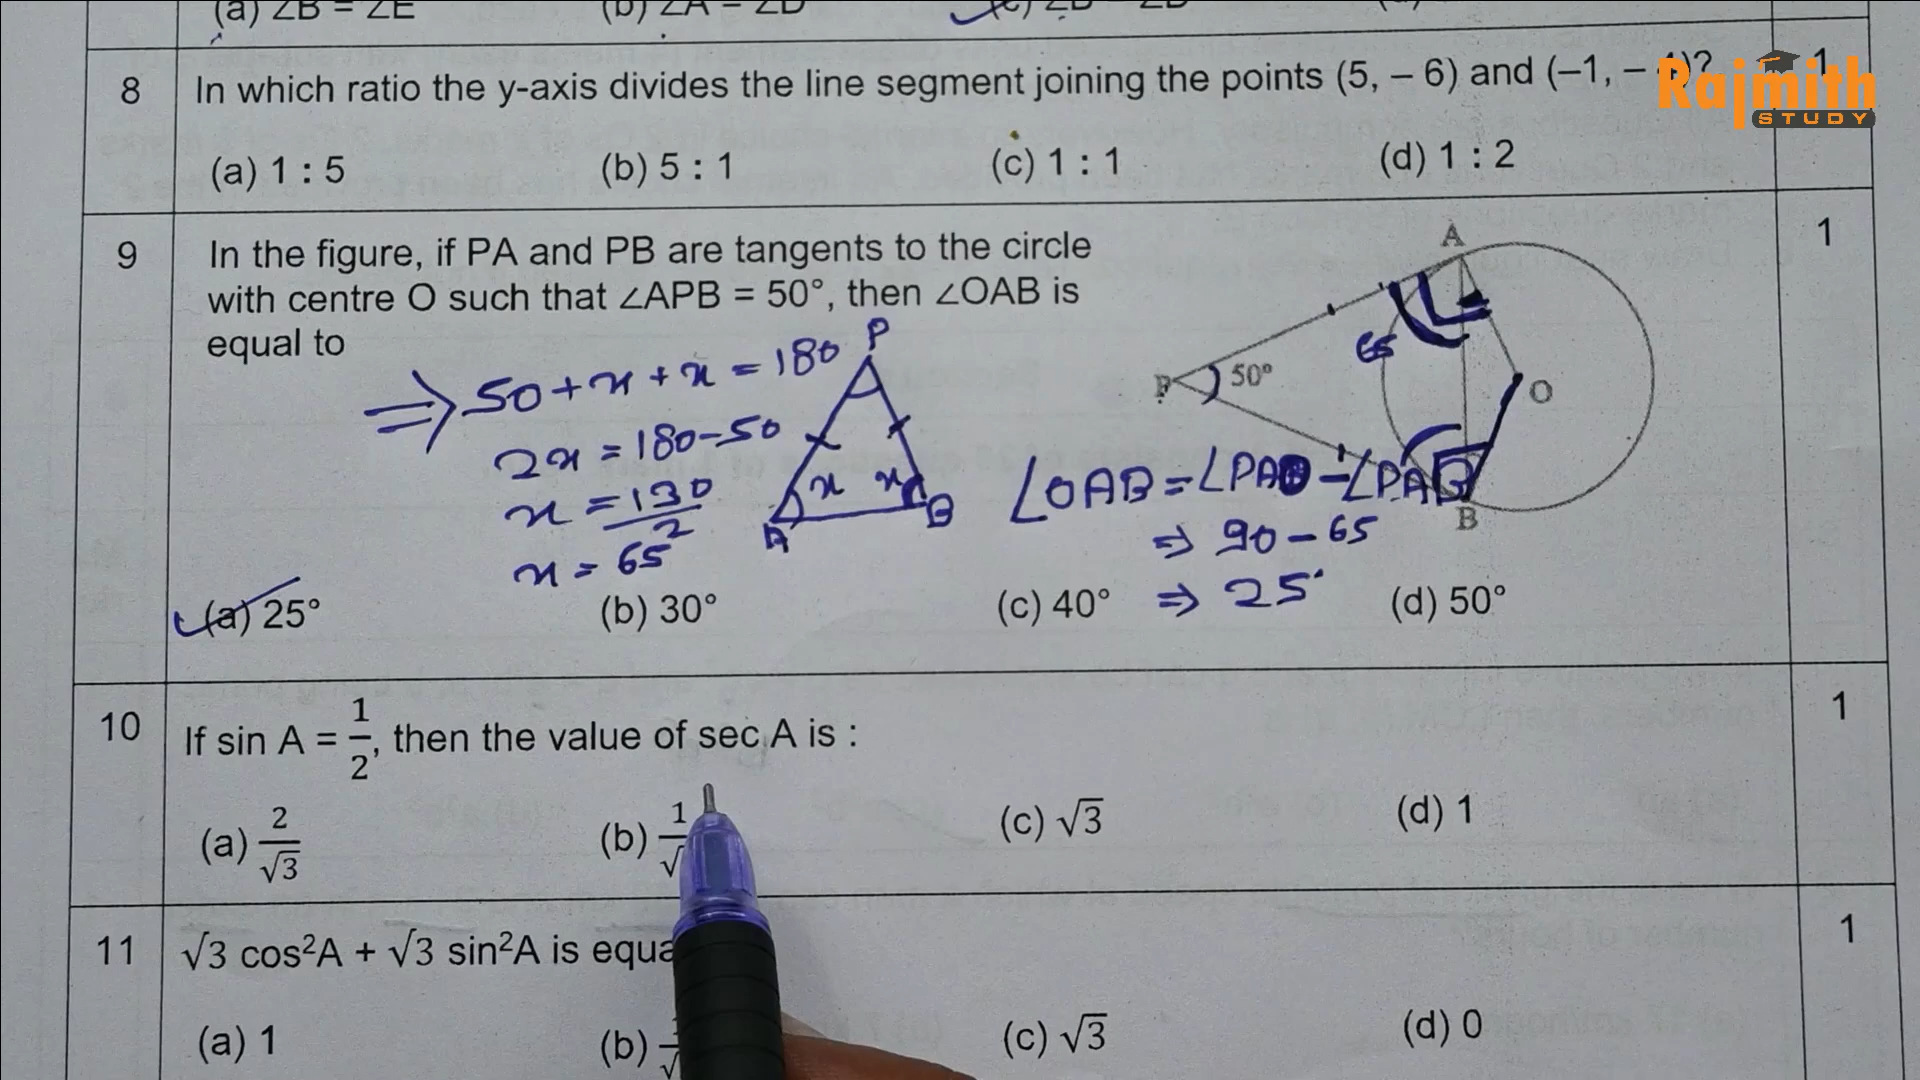 (a) ∠B = ∠E (b) ∠A = ∠D
8 In which ratio the y-axis divides the line segment joining the points (5, – 6) and (–1, – 4)? 1
Rajmith
STUDY
(a) 1 : 5 (b) 5 : 1 (c) 1 : 1 (d) 1 : 2
9 In the figure, if PA and PB are tangents to the circle 1
with centre O such that ∠APB = 50°, then ∠OAB is
equal to
A
P 50° O
B
65
⇒ 50 + x + x = 180
2x = 180-50
x = 130/2
x = 65
P
x x
A B
∠OAB = ∠PAO - ∠PAB
⇒ 90 - 65
⇒ 25°
(a) 25° (b) 30° (c) 40° (d) 50°
10 If sin A = 1/2, then the value of sec A is : 1
(a) 2/√3 (b) 1/√ (c) √3 (d) 1
11 √3 cos²A + √3 sin²A is equa 1
(a) 1 (b) (c) √3 (d) 0